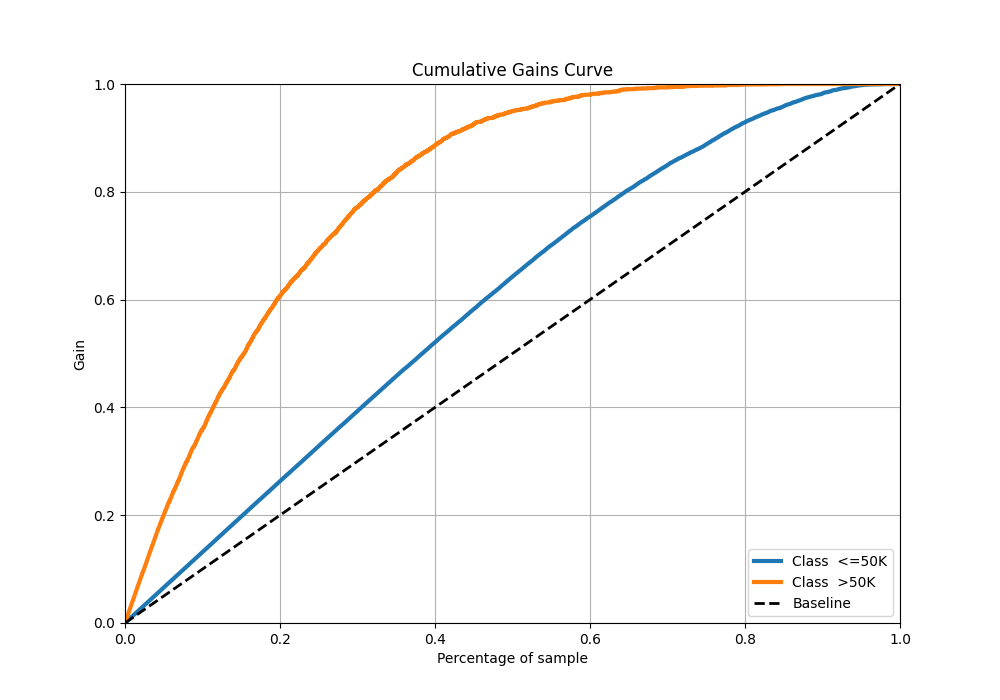 Cumulative Gains Curve
1.0
0.8
0.6
0.4
0.2
0.0
Gain
0.0 0.2 0.4 0.6 0.8 1.0
Percentage of sample
Class <=50K
Class >50K
Baseline